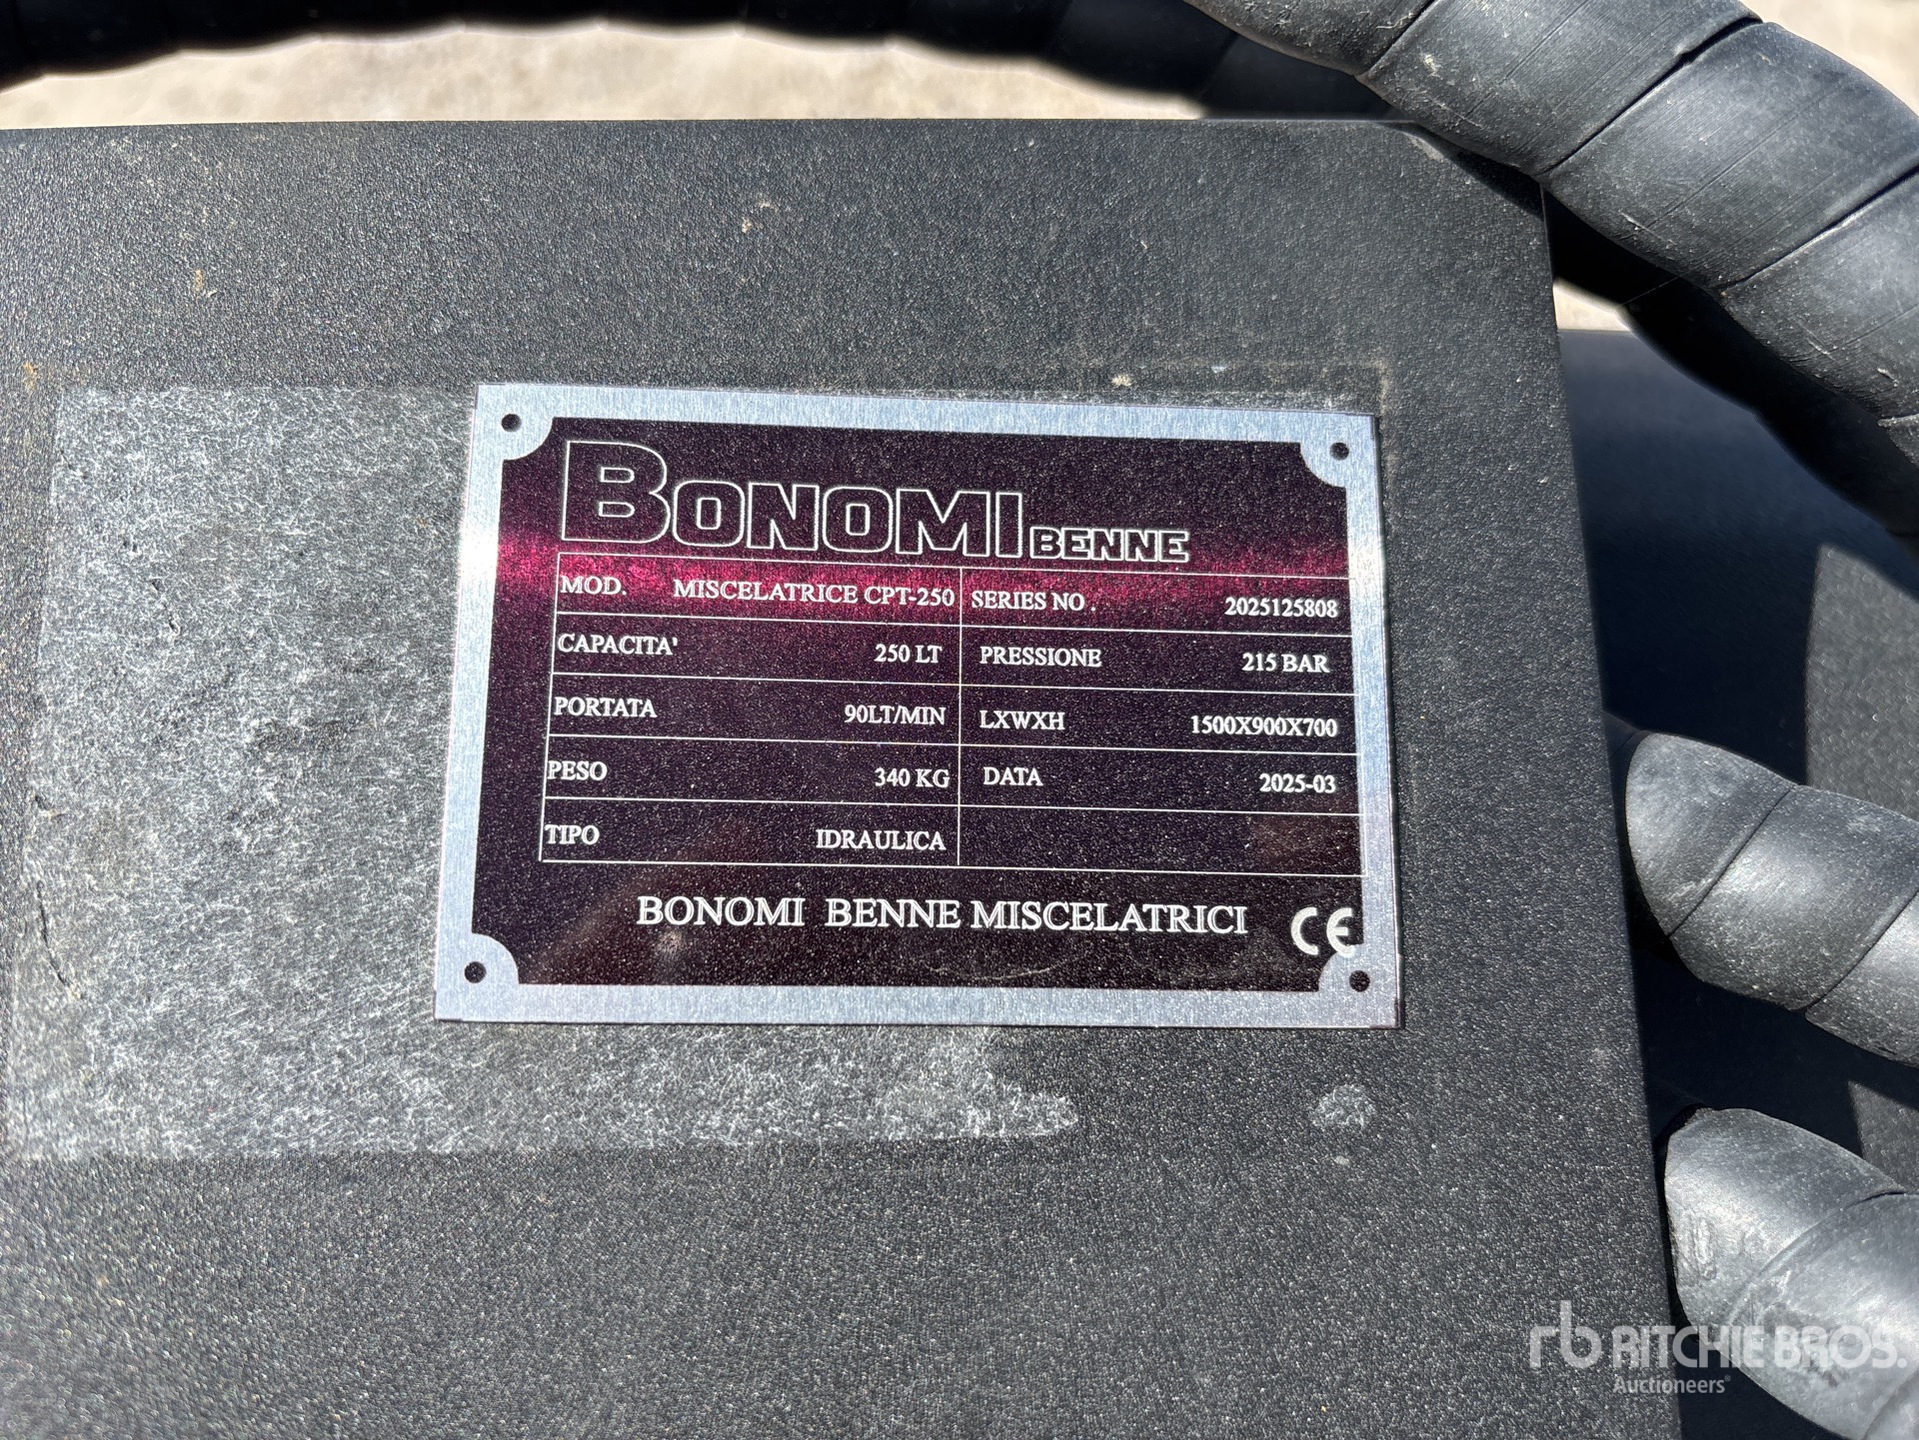 BONOMI BENNE
MOD. MISCELATRICE CPT-250 SERIES NO . 2025125808
CAPACITA' 250 LT PRESSIONE 215 BAR
PORTATA 90LT/MIN LXWXH 1500X900X700
PESO 340 KG DATA 2025-03
TIPO IDRAULICA
BONOMI BENNE MISCELATRICI CE
rb RITCHIE BROS.
Auctioneers